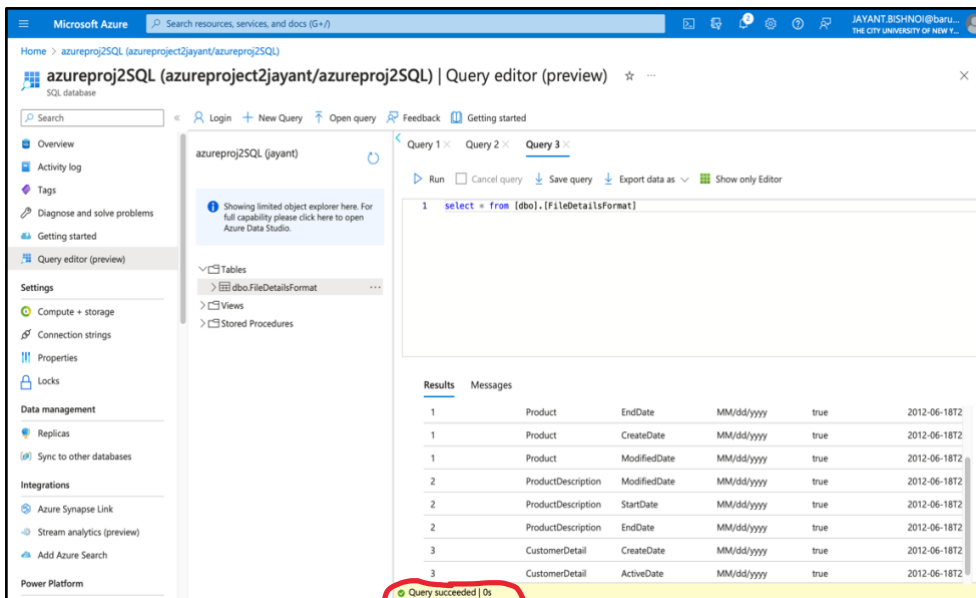 Microsoft Azure
Search resources, services, and docs (G+/)
2
JAYANT.BISHNOI@baru...
THE CITY UNIVERSITY OF NEW Y...
Home > azureproj2SQL (azureproject2jayant/azureproj2SQL)
azureproj2SQL (azureproject2jayant/azureproj2SQL) | Query editor (preview)
SQL database
Search
Login
New Query
Open query
Feedback
Getting started
Overview
Activity log
Tags
Diagnose and solve problems
Getting started
Query editor (preview)
Settings
Compute + storage
Connection strings
Properties
Locks
Data management
Replicas
Sync to other databases
Integrations
Azure Synapse Link
Stream analytics (preview)
Add Azure Search
Power Platform
azureproj2SQL (jayant)
Showing limited object explorer here. For
full capability please click here to open
Azure Data Studio.
Tables
dbo.FileDetailsFormat
Views
Stored Procedures
Query 1 Query 2 Query 3
Run Cancel query Save query Export data as Show only Editor
1 select * from [dbo].[FileDetailsFormat]
Results Messages
1 Product EndDate MM/dd/yyyy true 2012-06-18T2
1 Product CreateDate MM/dd/yyyy true 2012-06-18T2
1 Product ModifiedDate MM/dd/yyyy true 2012-06-18T2
2 ProductDescription ModifiedDate MM/dd/yyyy true 2012-06-18T2
2 ProductDescription StartDate MM/dd/yyyy true 2012-06-18T2
2 ProductDescription EndDate MM/dd/yyyy true 2012-06-18T2
3 CustomerDetail CreateDate MM/dd/yyyy true 2012-06-18T2
3 CustomerDetail ActiveDate MM/dd/yyyy true 2012-06-18T2
Query succeeded | 0s